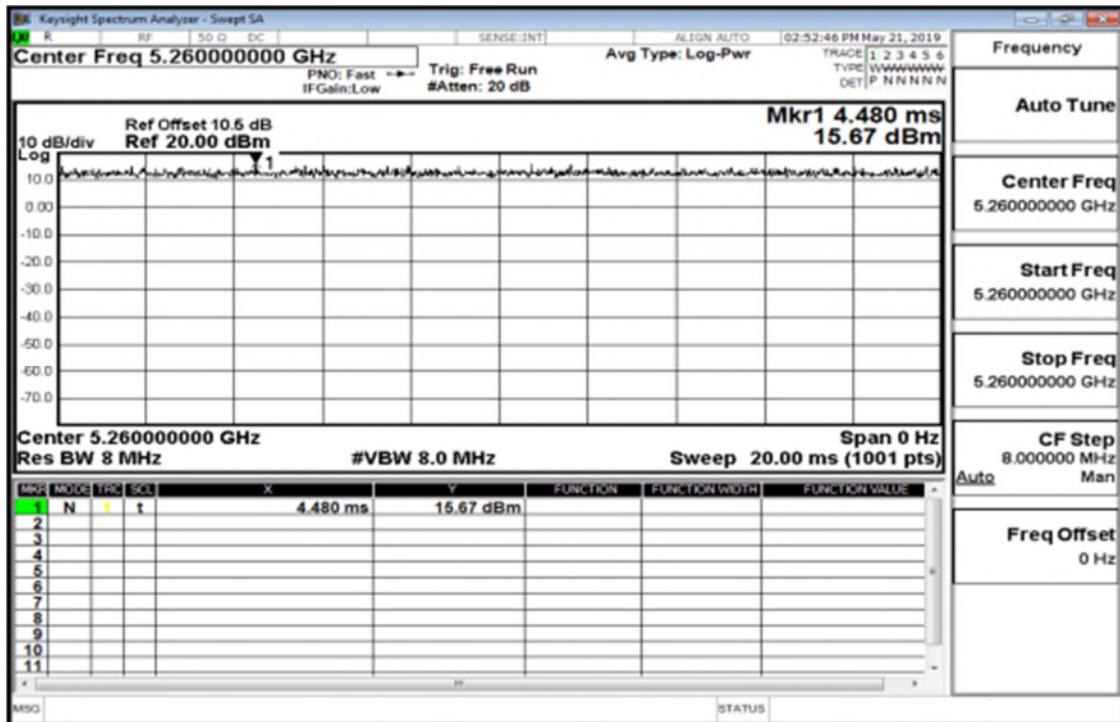 Keysight Spectrum Analyzer - Swept SA
R RF 50 Ω DC SENSE:INT ALIGN AUTO 02:52:46 PM May 21, 2019
Center Freq 5.260000000 GHz
PNO: Fast
IFGain:Low
Trig: Free Run
#Atten: 20 dB
Avg Type: Log-Pwr
TRACE 1 2 3 4 5 6
TYPE WWWWWW
DET P N N N N N
Ref Offset 10.5 dB
Ref 20.00 dBm
10 dB/div
Log
Mkr1 4.480 ms
15.67 dBm
1
10.0
0.00
-10.0
-20.0
-30.0
-40.0
-50.0
-60.0
-70.0
Center 5.260000000 GHz Span 0 Hz
Res BW 8 MHz #VBW 8.0 MHz Sweep 20.00 ms (1001 pts)
MKR MODE TRC SCL X Y FUNCTION FUNCTION WIDTH FUNCTION VALUE
1 N 1 t 4.480 ms 15.67 dBm
2
3
4
5
6
7
8
9
10
11
MSG STATUS
Frequency
Auto Tune
Center Freq
5.260000000 GHz
Start Freq
5.260000000 GHz
Stop Freq
5.260000000 GHz
CF Step
8.000000 MHz
Auto Man
Freq Offset
0 Hz